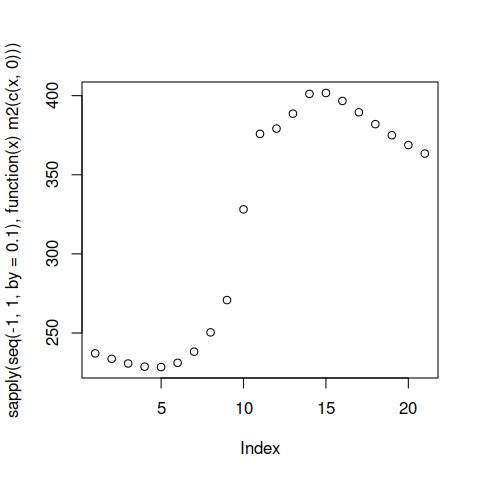 sapply(seq(-1, 1, by = 0.1), function(x) m2(c(x, 0)))
400
350
300
250
5 10 15 20
Index